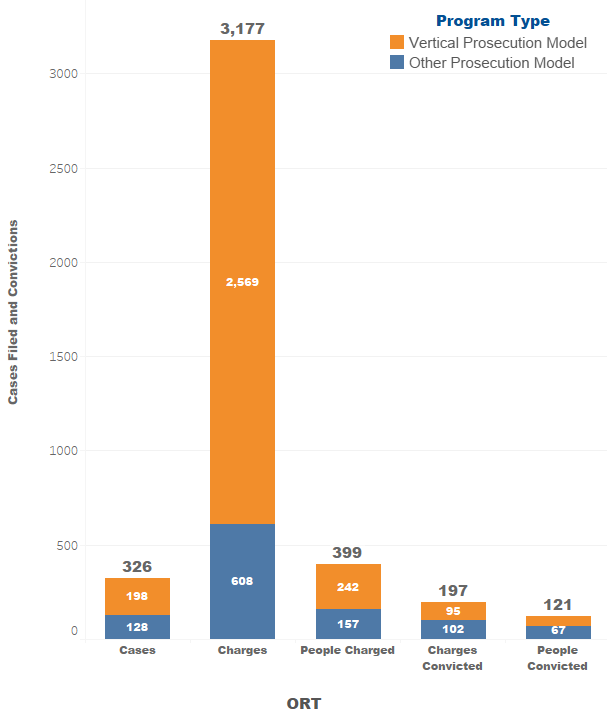 Program Type
Vertical Prosecution Model
Other Prosecution Model
Cases Filed and Convictions
3000
2500
2000
1500
1000
500
0
3,177
2,569
608
326
198
128
399
242
157
197
95
102
121
67
Cases
Charges
People Charged
Charges
Convicted
People
Convicted
ORT